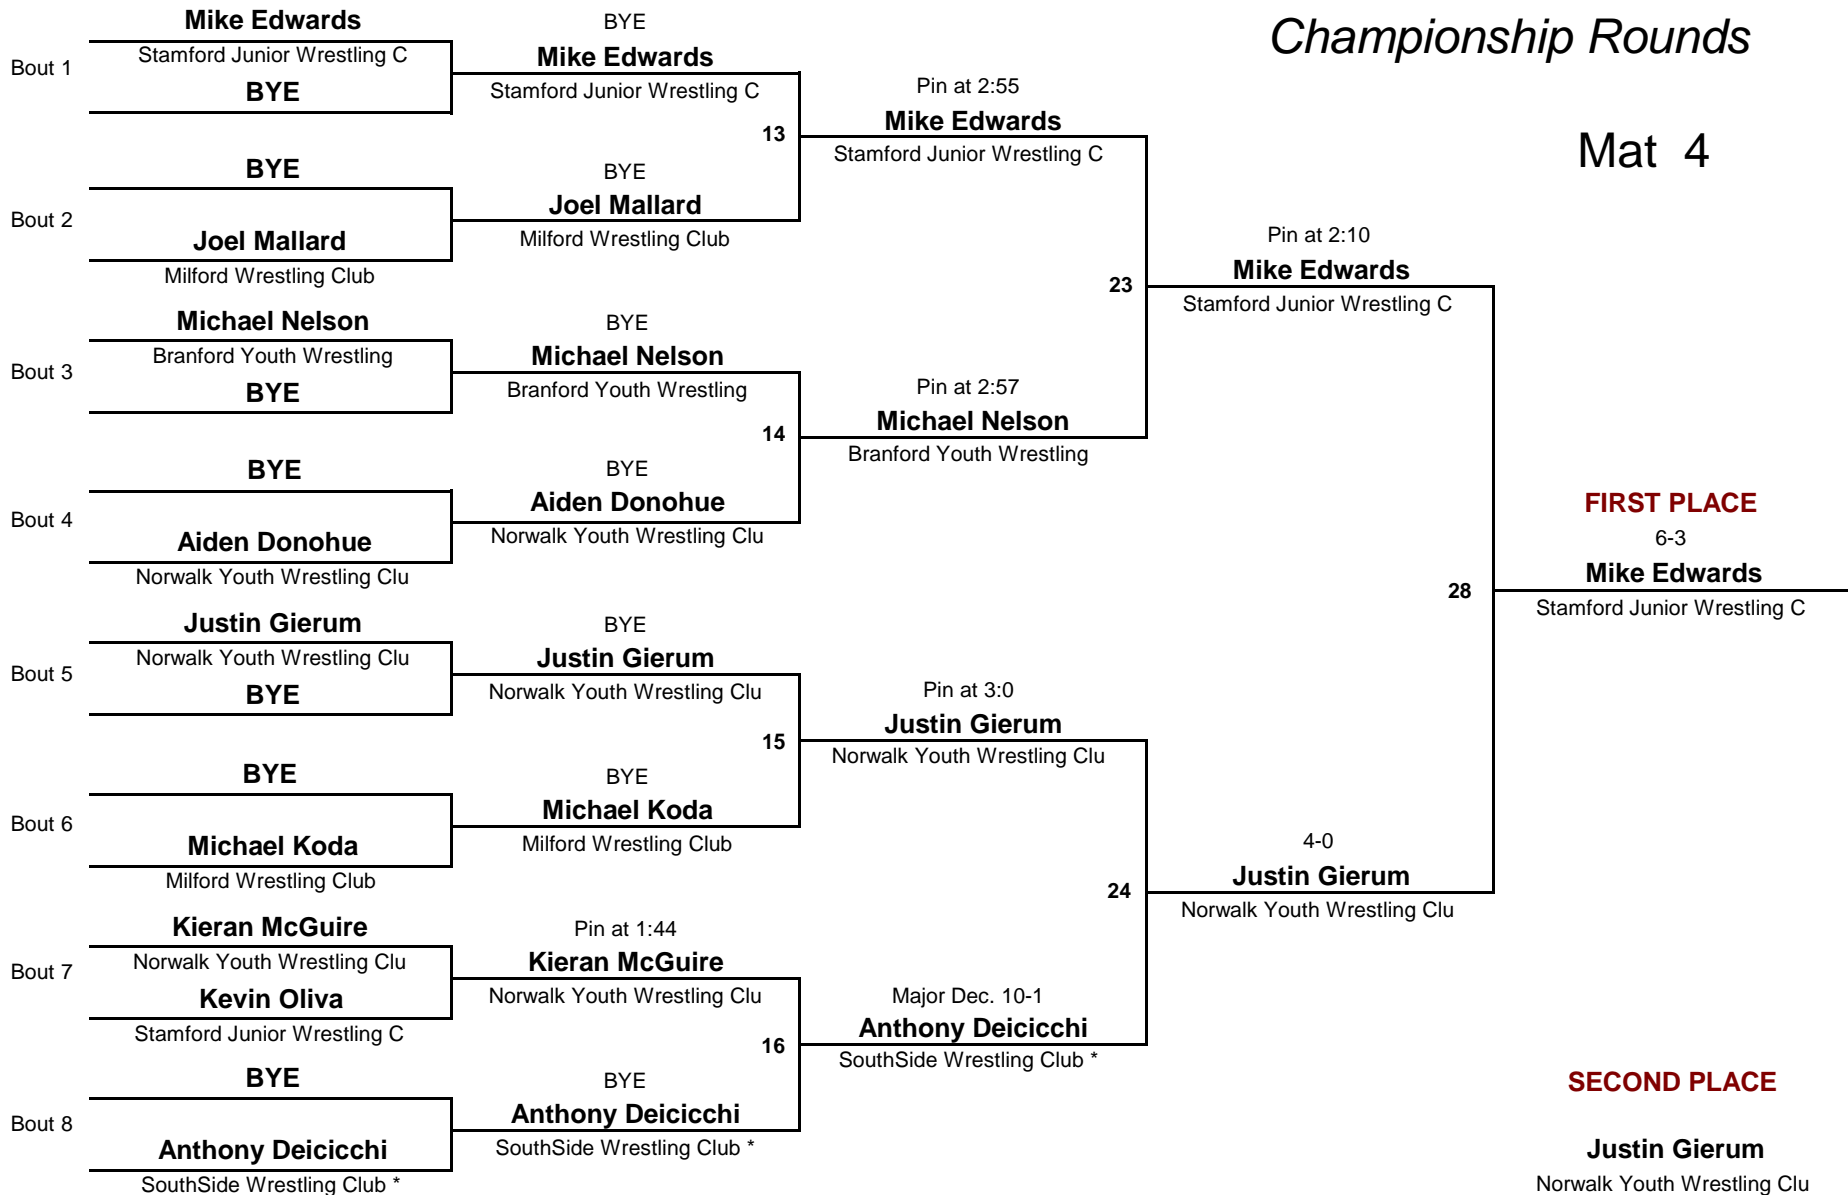 Championship Rounds
Mat 4
Bout 1
Mike Edwards
Stamford Junior Wrestling C
BYE
Bout 2
BYE
Joel Mallard
Milford Wrestling Club
Bout 3
Michael Nelson
Branford Youth Wrestling
BYE
Bout 4
BYE
Aiden Donohue
Norwalk Youth Wrestling Clu
Bout 5
Justin Gierum
Norwalk Youth Wrestling Clu
BYE
Bout 6
BYE
Michael Koda
Milford Wrestling Club
Bout 7
Kieran McGuire
Norwalk Youth Wrestling Clu
Kevin Oliva
Stamford Junior Wrestling C
Bout 8
BYE
Anthony Deicicchi
SouthSide Wrestling Club *
BYE
Mike Edwards
Stamford Junior Wrestling C
13
BYE
Joel Mallard
Milford Wrestling Club
BYE
Michael Nelson
Branford Youth Wrestling
14
BYE
Aiden Donohue
Norwalk Youth Wrestling Clu
BYE
Justin Gierum
Norwalk Youth Wrestling Clu
15
BYE
Michael Koda
Milford Wrestling Club
Pin at 1:44
Kieran McGuire
Norwalk Youth Wrestling Clu
16
BYE
Anthony Deicicchi
SouthSide Wrestling Club *
Pin at 2:55
Mike Edwards
Stamford Junior Wrestling C
23
Pin at 2:57
Michael Nelson
Branford Youth Wrestling
Pin at 3:0
Justin Gierum
Norwalk Youth Wrestling Clu
24
Major Dec. 10-1
Anthony Deicicchi
SouthSide Wrestling Club *
Pin at 2:10
Mike Edwards
Stamford Junior Wrestling C
28
4-0
Justin Gierum
Norwalk Youth Wrestling Clu
FIRST PLACE
6-3
Mike Edwards
Stamford Junior Wrestling C
SECOND PLACE
Justin Gierum
Norwalk Youth Wrestling Clu